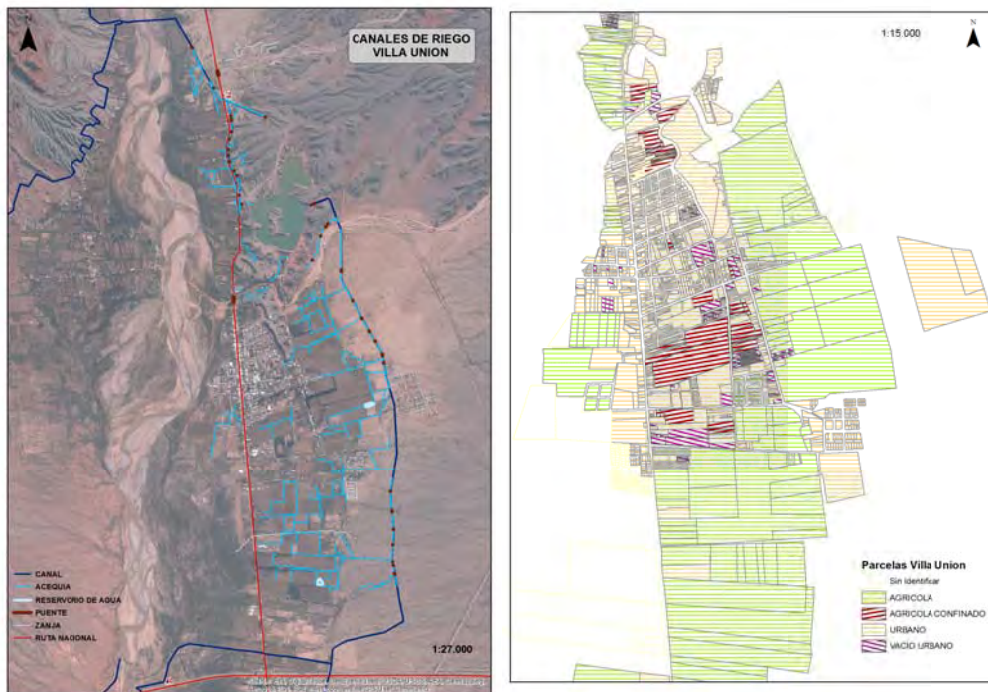 CANALES DE RIEGO
VILLA UNION
CANAL
ACEQUIA
RESERVORIO DE AGUA
PUENTE
ZANJA
RUTA NACIONAL
1:27.000
1:15.000
N
Parcelas Villa Union
Sin Identificar
AGRICOLA
AGRICOLA CONFINADO
URBANO
VACIO URBANO